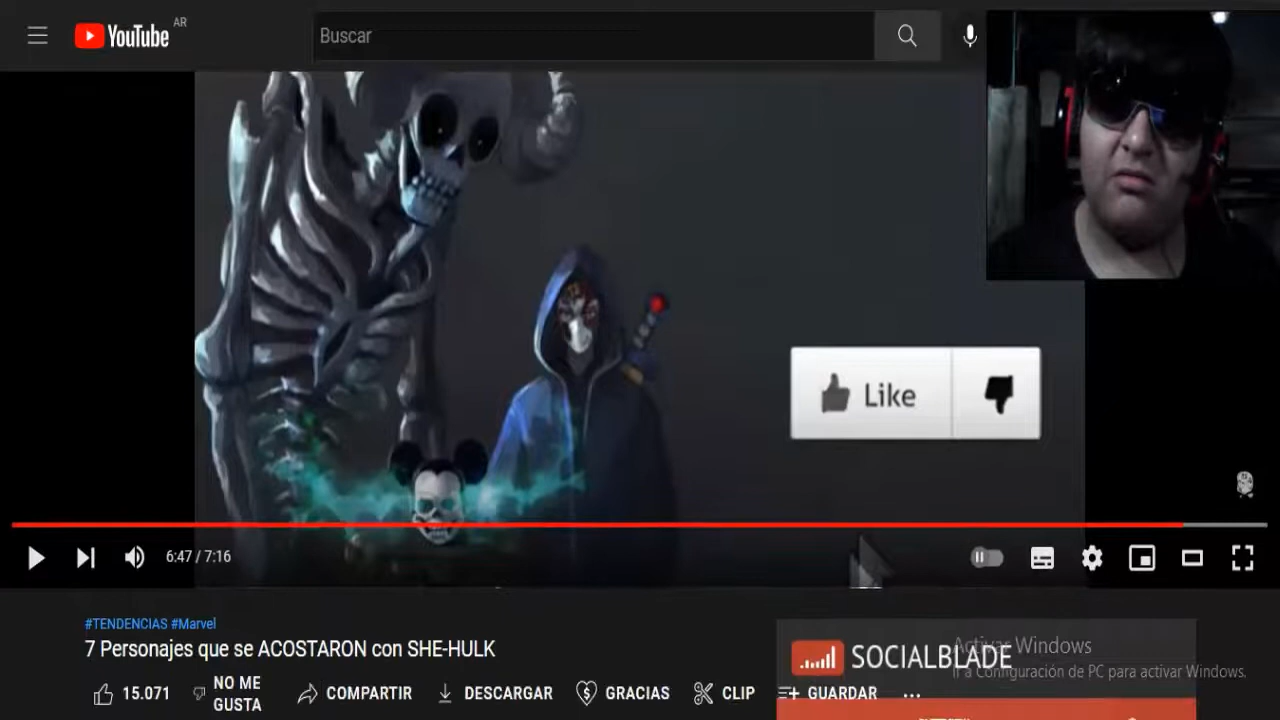 YouTube
AR
Buscar
Like
6:47 / 7:16
#TENDENCIAS #Marvel
7 Personajes que se ACOSTARON con SHE-HULK
SOCIALBLADE
Activar Windows
Ir a Configuración de PC para activar Windows.
15.071
NO ME
GUSTA
COMPARTIR
DESCARGAR
GRACIAS
CLIP
GUARDAR
...